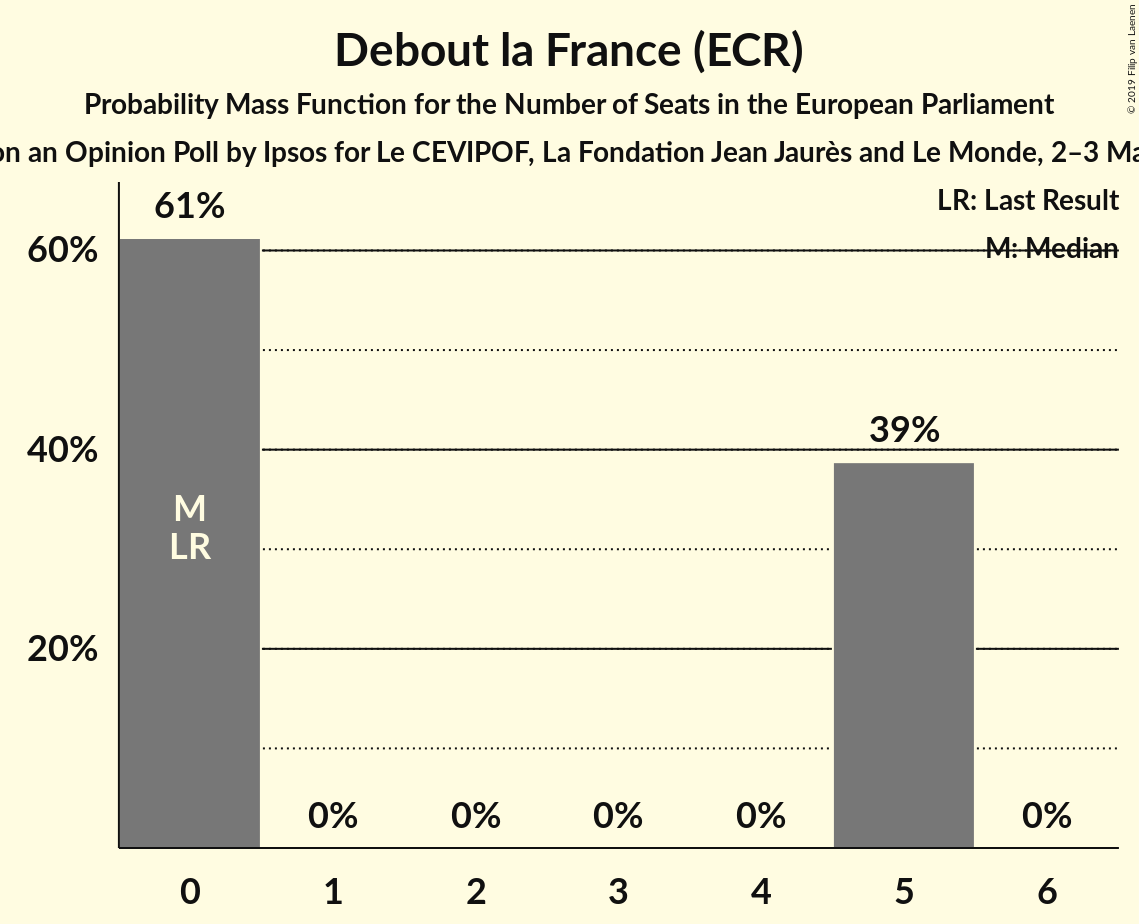 Debout la France (ECR)
Probability Mass Function for the Number of Seats in the European Parliament
an Opinion Poll by Ipsos for Le CEVIPOF, La Fondation Jean Jaurès and Le Monde, 2–3
© 2019 Filip van Laenen
LR: Last Result
M: Median
61%
60%
39%
40%
M
LR
20%
0% 0% 0% 0% 0%
0 1 2 3 4 5 6